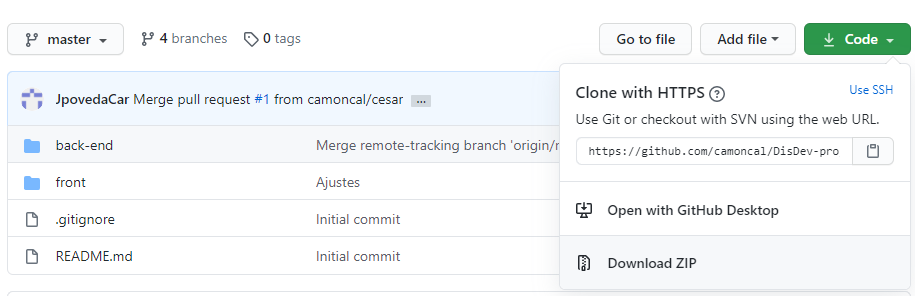 master 4 branches 0 tags Go to file Add file Code
JpovedaCar Merge pull request #1 from camoncal/cesar ...
Clone with HTTPS ? Use SSH
Use Git or checkout with SVN using the web URL.
https://github.com/camoncal/DisDev-pro
Open with GitHub Desktop
Download ZIP
back-end Merge remote-tracking branch 'origin/
front Ajustes
.gitignore Initial commit
README.md Initial commit